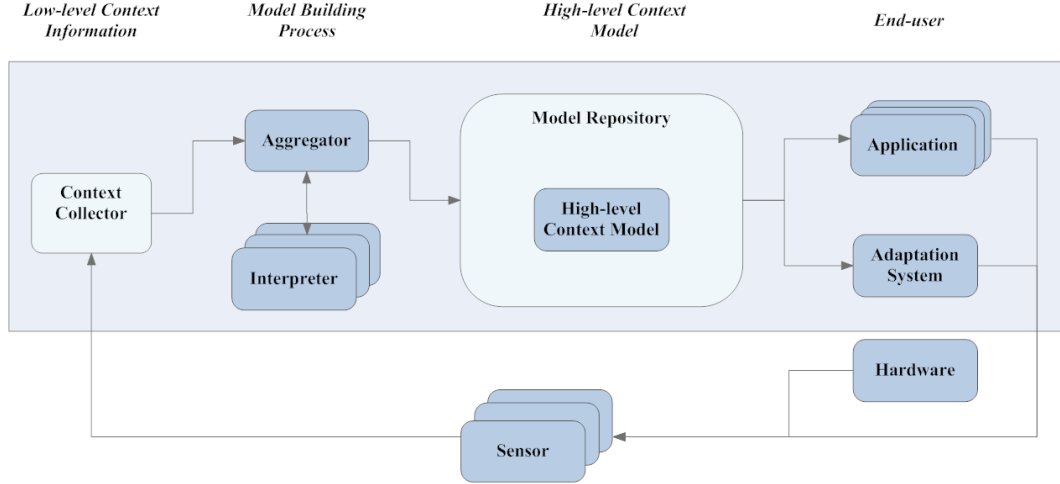 Low-level Context
Information
Model Building
Process
High-level Context
Model
End-user
Context
Collector
Aggregator
Interpreter
Model Repository
High-level
Context Model
Application
Adaptation
System
Hardware
Sensor